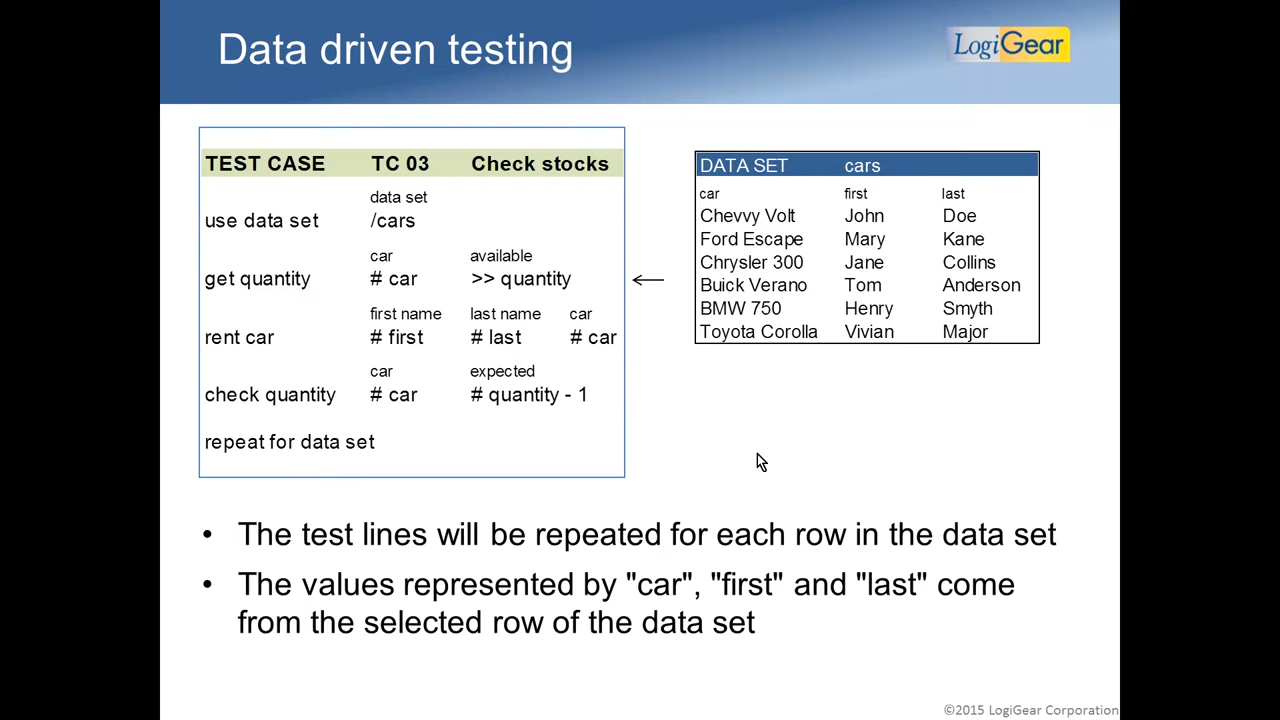 Data driven testing
LogiGear
TEST CASE TC 03 Check stocks
data set
use data set /cars
car available
get quantity # car >> quantity
first name last name car
rent car # first # last # car
car expected
check quantity # car # quantity - 1
repeat for data set
DATA SET cars
car first last
Chevvy Volt John Doe
Ford Escape Mary Kane
Chrysler 300 Jane Collins
Buick Verano Tom Anderson
BMW 750 Henry Smyth
Toyota Corolla Vivian Major
• The test lines will be repeated for each row in the data set
• The values represented by "car", "first" and "last" come
from the selected row of the data set
©2015 LogiGear Corporation